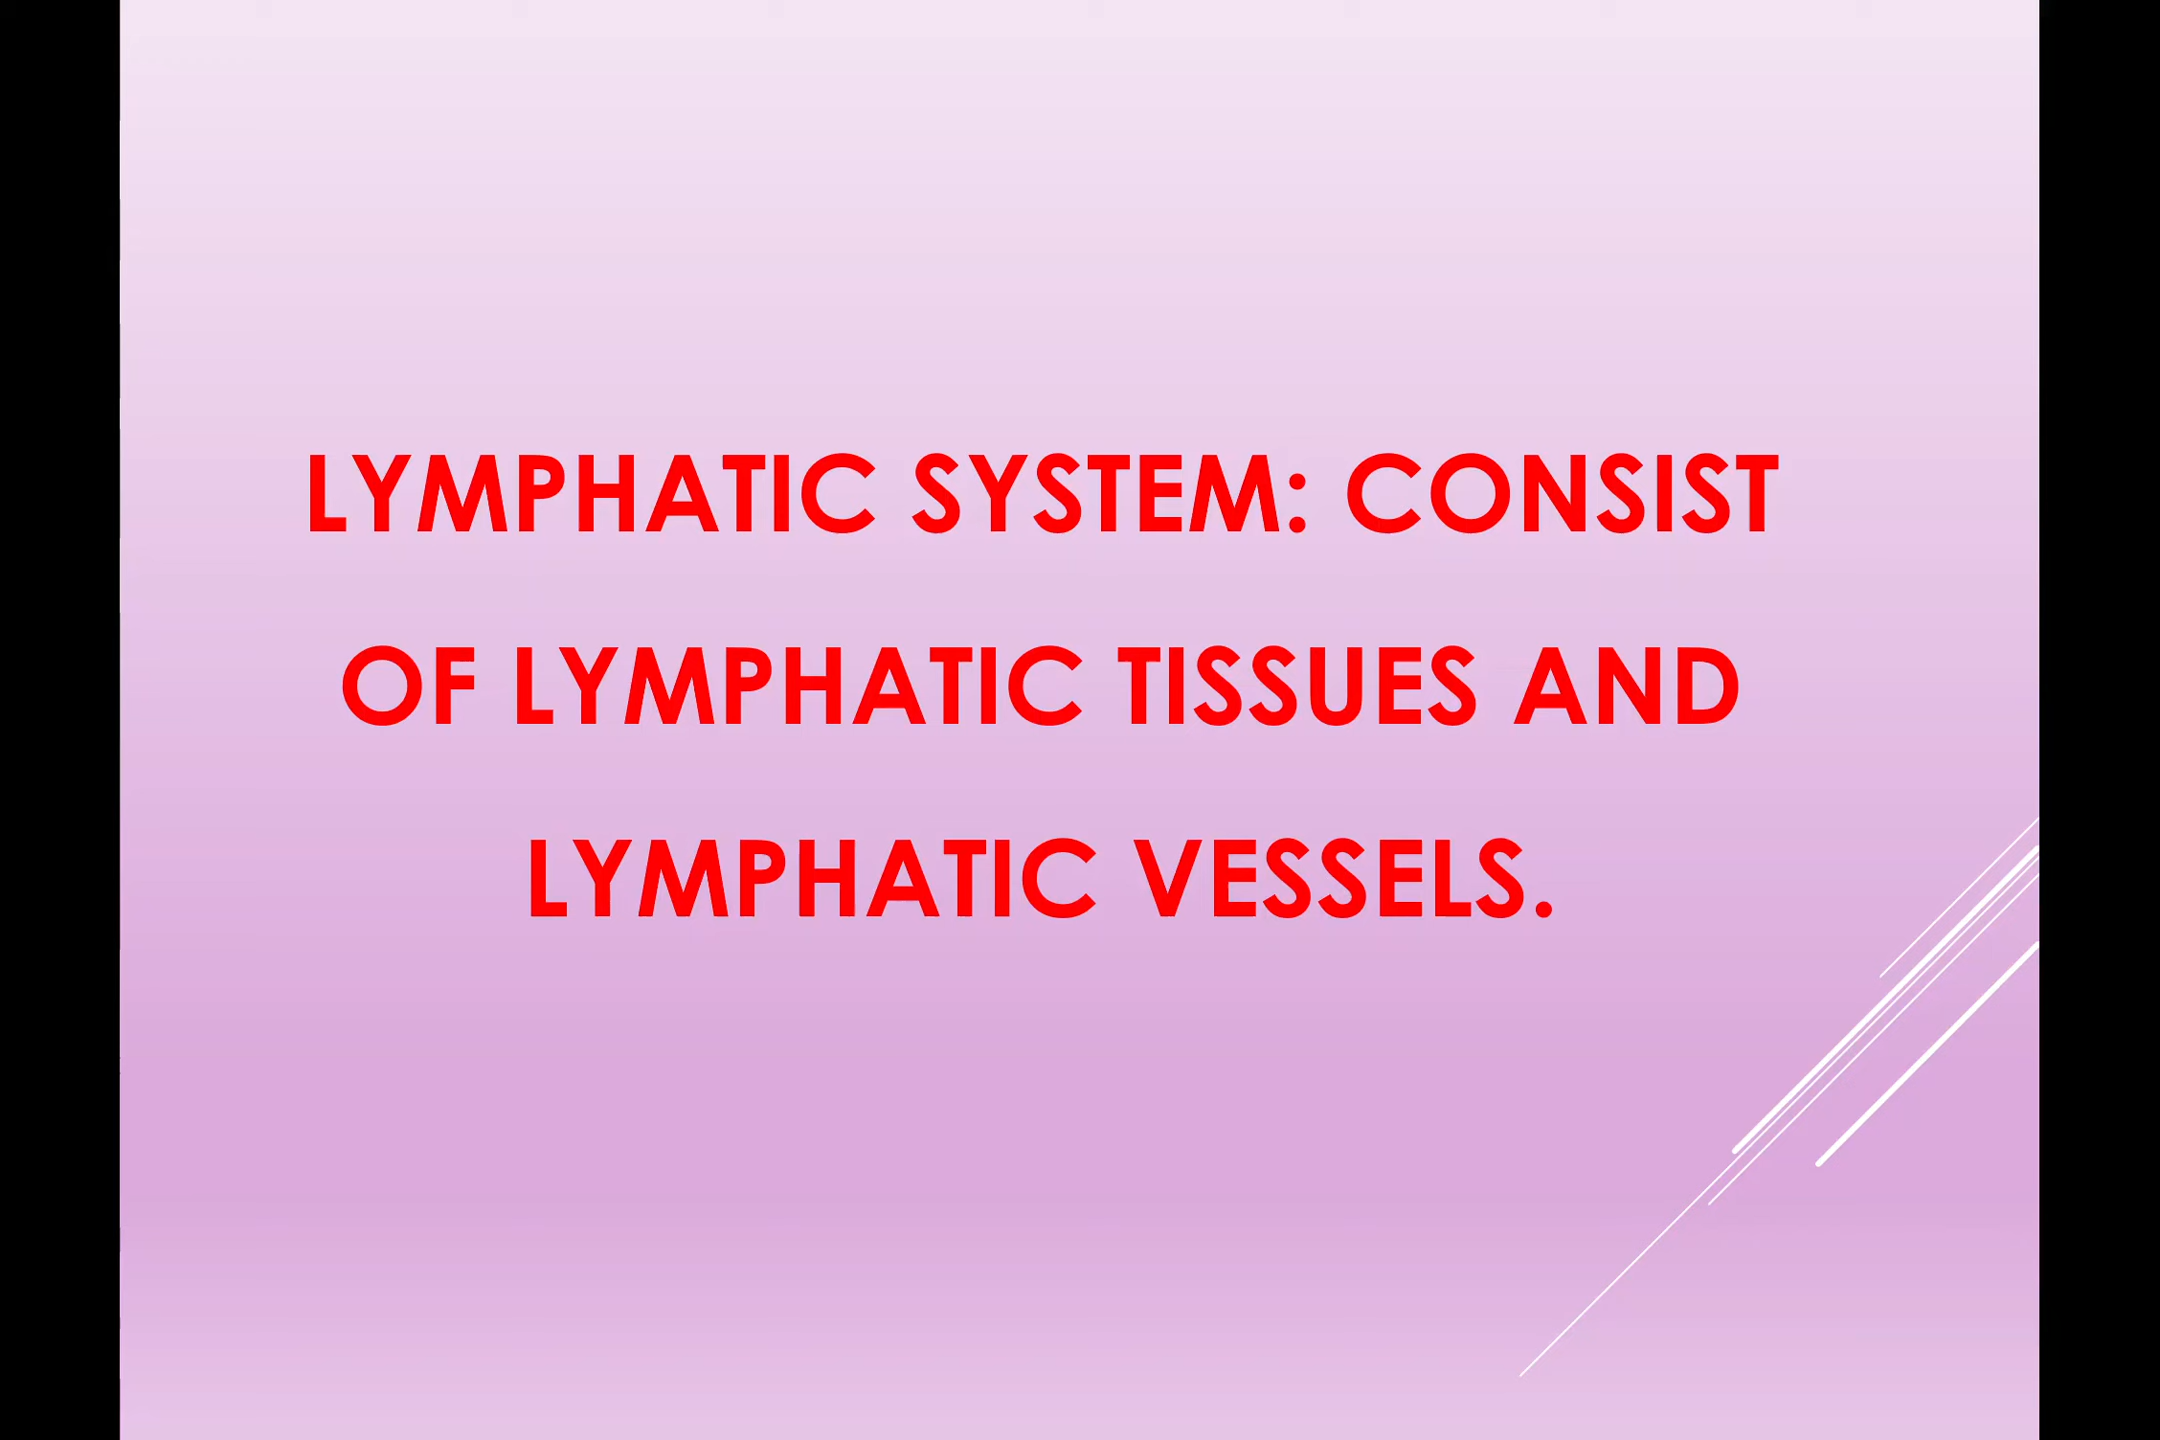 LYMPHATIC SYSTEM: CONSIST
OF LYMPHATIC TISSUES AND
LYMPHATIC VESSELS.